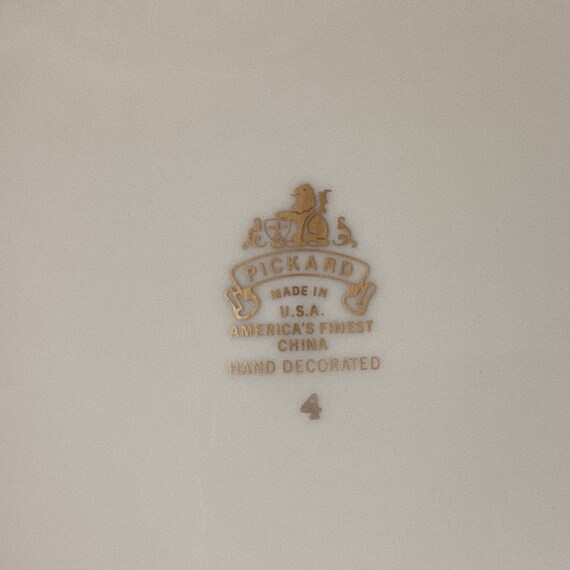 PICKARD
MADE IN
U.S.A.
AMERICA'S FINEST
CHINA
HAND DECORATED
4